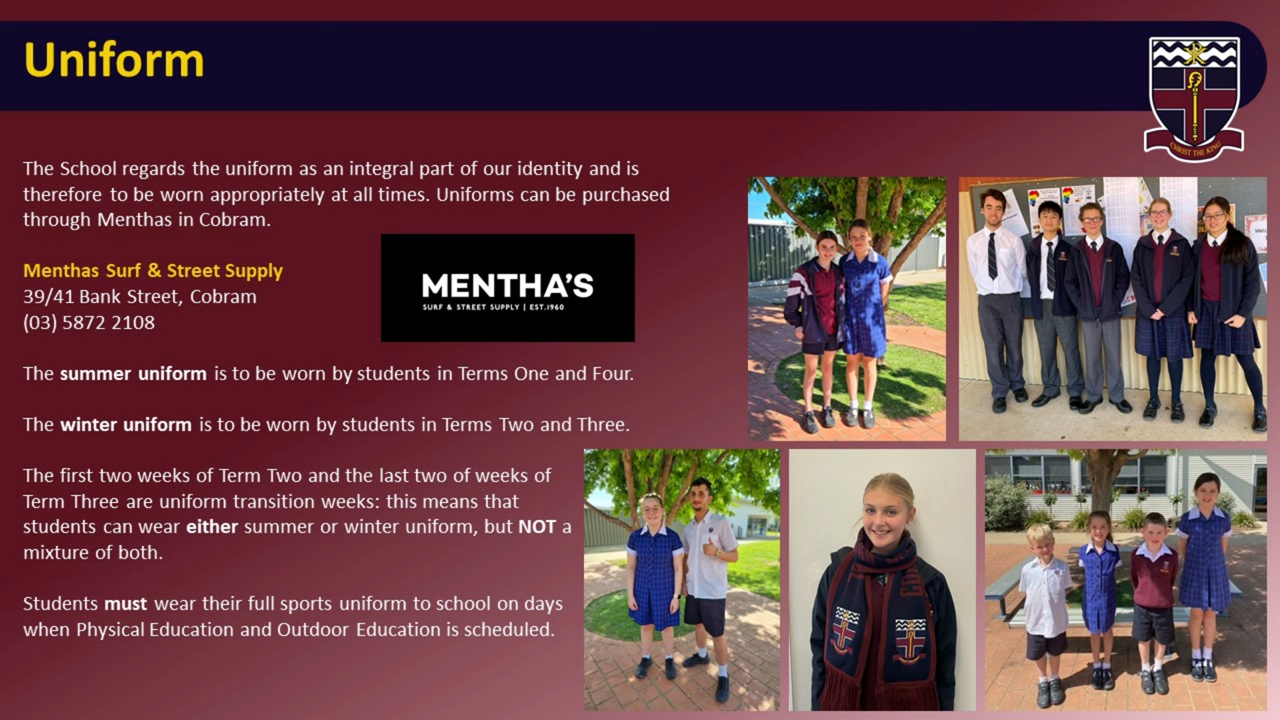 Uniform
CHRIST THE KING
The School regards the uniform as an integral part of our identity and is
therefore to be worn appropriately at all times. Uniforms can be purchased
through Menthas in Cobram.
Menthas Surf & Street Supply
39/41 Bank Street, Cobram
(03) 5872 2108
MENTHA'S
SURF & STREET SUPPLY | EST.1960
The summer uniform is to be worn by students in Terms One and Four.
The winter uniform is to be worn by students in Terms Two and Three.
The first two weeks of Term Two and the last two of weeks of
Term Three are uniform transition weeks: this means that
students can wear either summer or winter uniform, but NOT a
mixture of both.
Students must wear their full sports uniform to school on days
when Physical Education and Outdoor Education is scheduled.